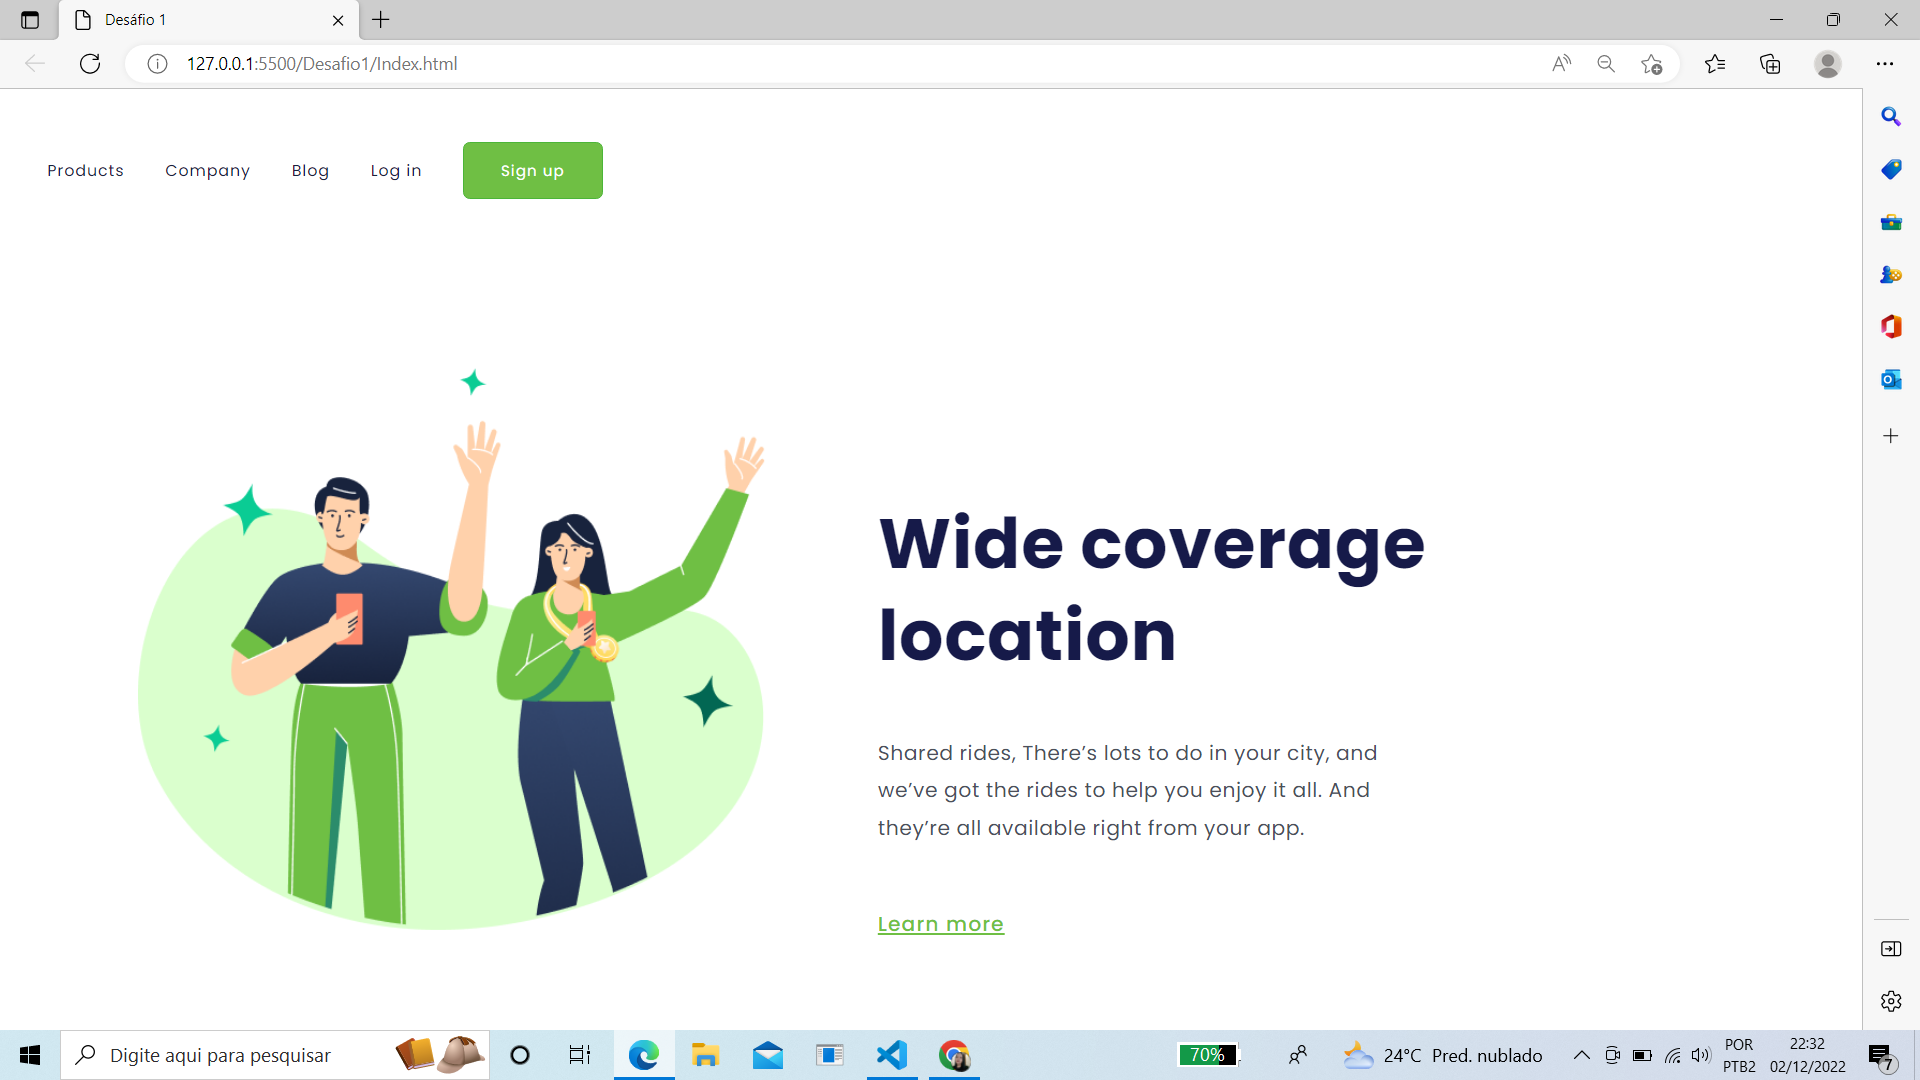 Desáfio 1
127.0.0.1:5500/Desafio1/Index.html
Products Company Blog Log in Sign up
Wide coverage
location
Shared rides, There’s lots to do in your city, and
we’ve got the rides to help you enjoy it all. And
they’re all available right from your app.
Learn more
Digite aqui para pesquisar
70%
24°C Pred. nublado
POR
PTB2
22:32
02/12/2022
7